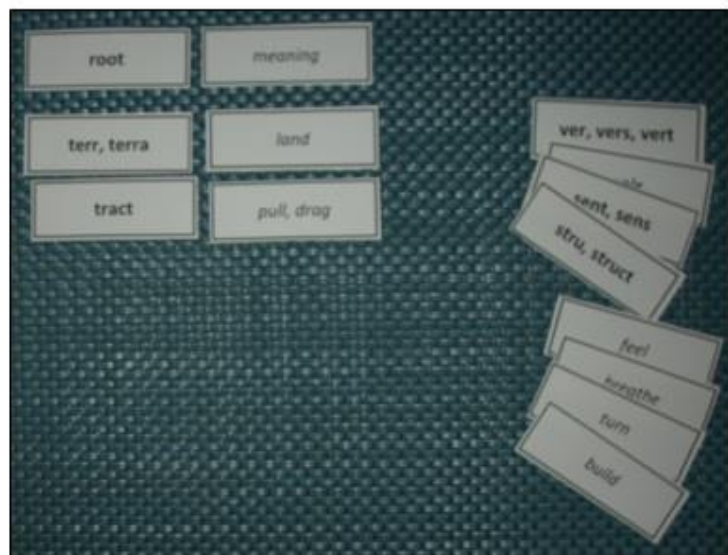 root
meaning
terr, terra
land
tract
pull, drag
ver, vers, vert
sent, sens
stru, struct
feel
breathe
turn
build